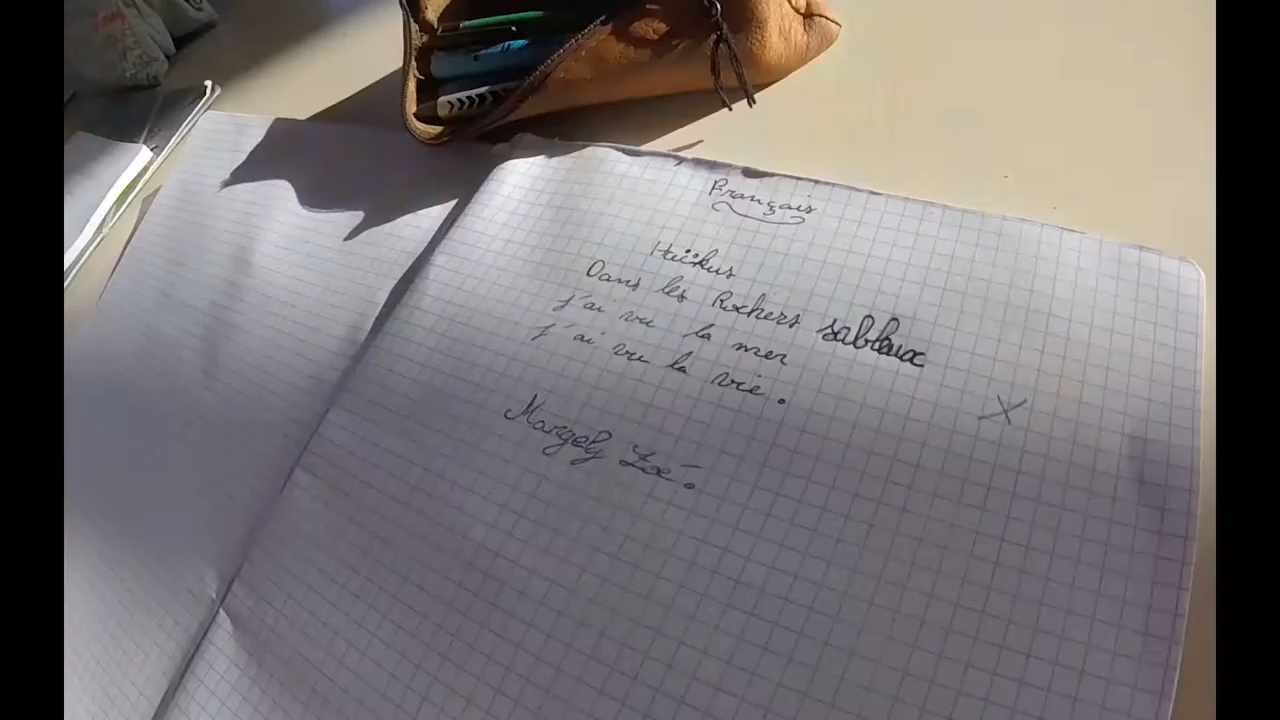 Français
Haïkus
Dans les Rochers sableux
j'ai vu la mer
j'ai vu la vie.
Margely Zoé.
X